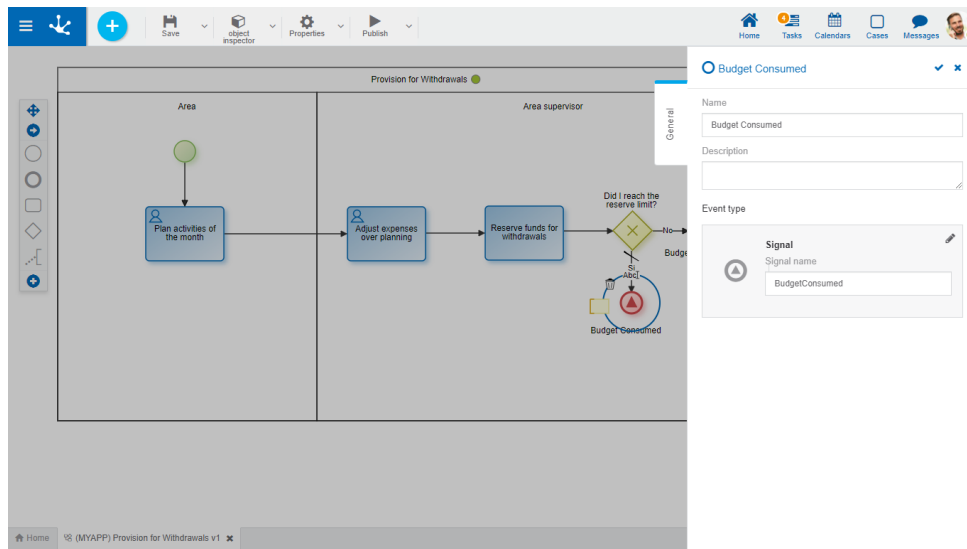 Save
object
inspector
Properties
Publish
Home
4
Tasks
Calendars
Cases
Messages
Provision for Withdrawals
Area
Area supervisor
Plan activities of
the month
Adjust expenses
over planning
Reserve funds for
withdrawals
Did I reach the
reserve limit?
No
Si
Abc
Budget Consumed
General
Budget Consumed
Name
Budget Consumed
Description
Event type
Signal
Signal name
BudgetConsumed
Home
(MYAPP) Provision for Withdrawals v1